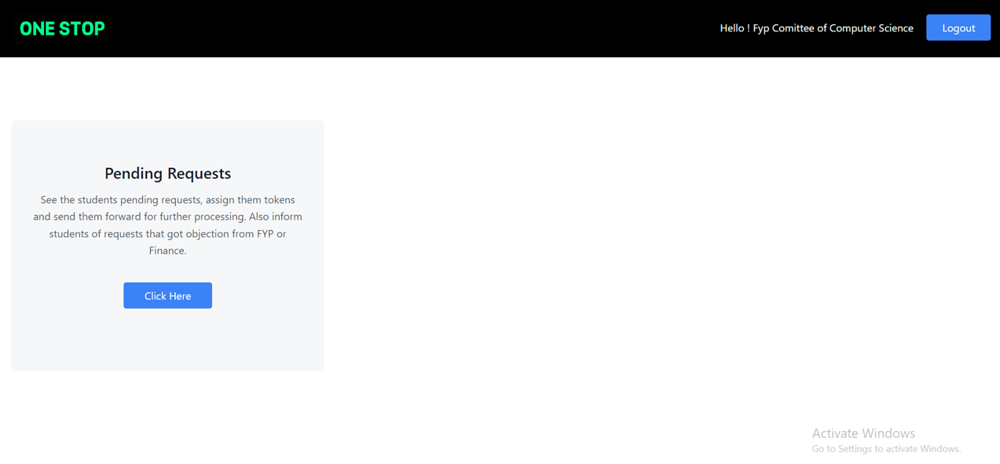 ONE STOP
Hello ! Fyp Comittee of Computer Science
Logout
Pending Requests
See the students pending requests, assign them tokens
and send them forward for further processing. Also inform
students of requests that got objection from FYP or
Finance.
Click Here
Activate Windows
Go to Settings to activate Windows.